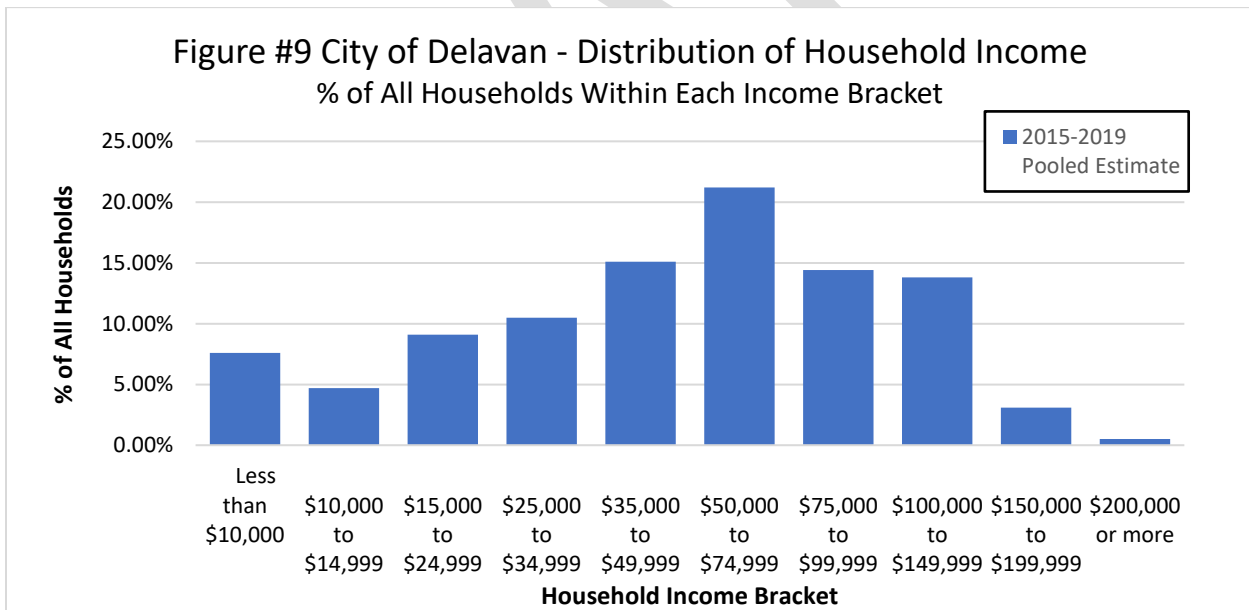 Figure #9 City of Delavan - Distribution of Household Income
% of All Households Within Each Income Bracket
2015-2019
Pooled Estimate
% of All Households
25.00%
20.00%
15.00%
10.00%
5.00%
0.00%
Less
than
$10,000
$10,000
to
$14,999
$15,000
to
$24,999
$25,000
to
$34,999
$35,000
to
$49,999
$50,000
to
$74,999
$75,000
to
$99,999
$100,000
to
$149,999
$150,000
to
$199,999
$200,000
or more
Household Income Bracket